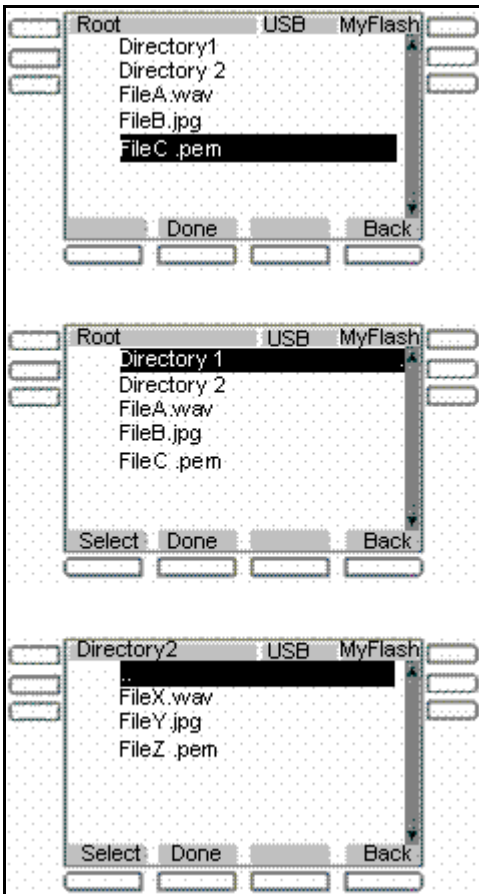 Root USB MyFlash
Directory1
Directory 2
FileA.wav
FileB.jpg
FileC .pem
Done Back
Root USB MyFlash
Directory 1
Directory 2
FileA.wav
FileB.jpg
FileC .pem
Select Done Back
Directory2 USB MyFlash
..
FileX.wav
FileY.jpg
FileZ .pem
Select Done Back